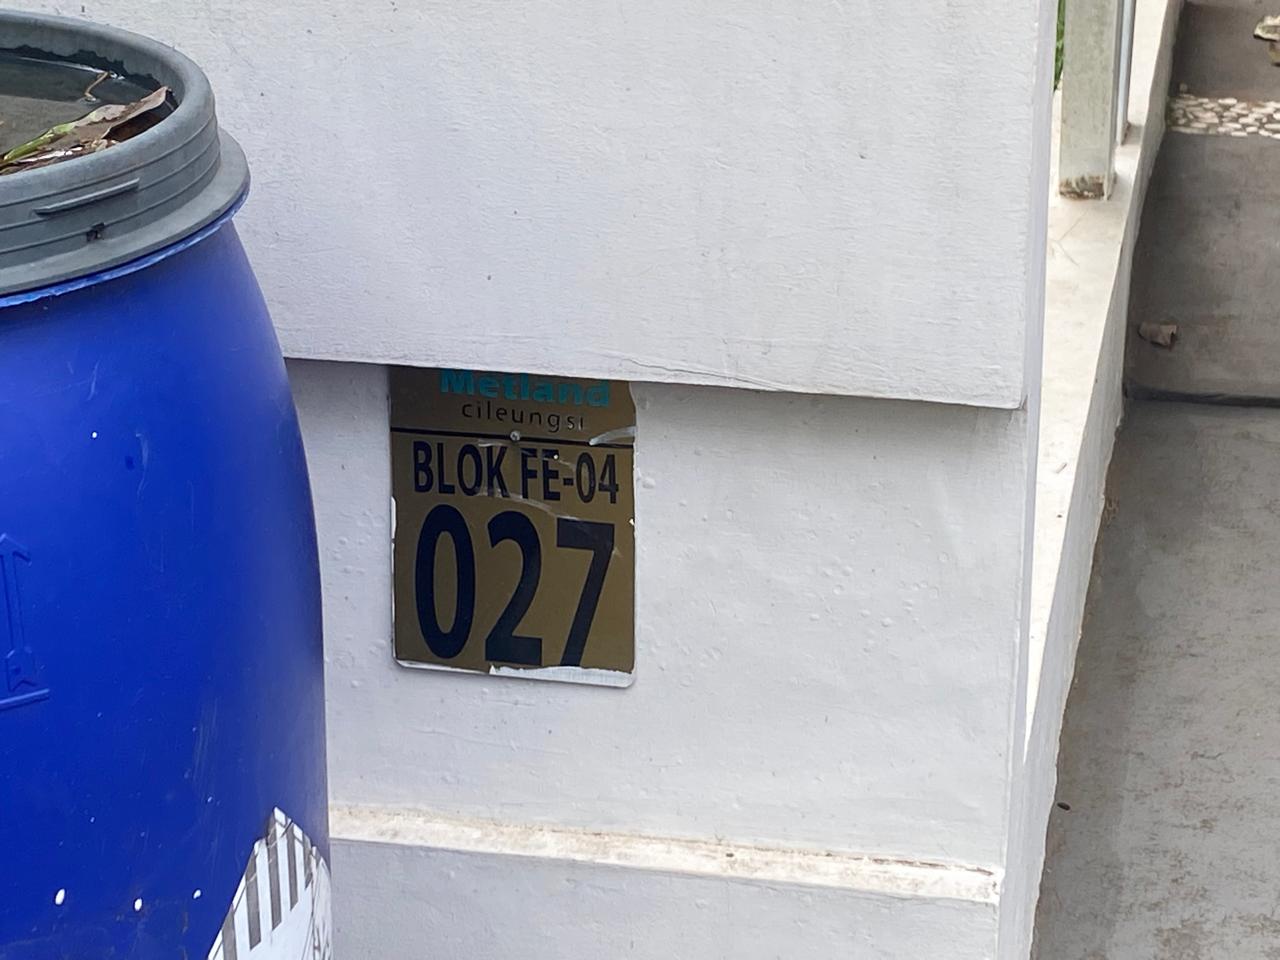 Metland
cileungsi
BLOK FE-04
027